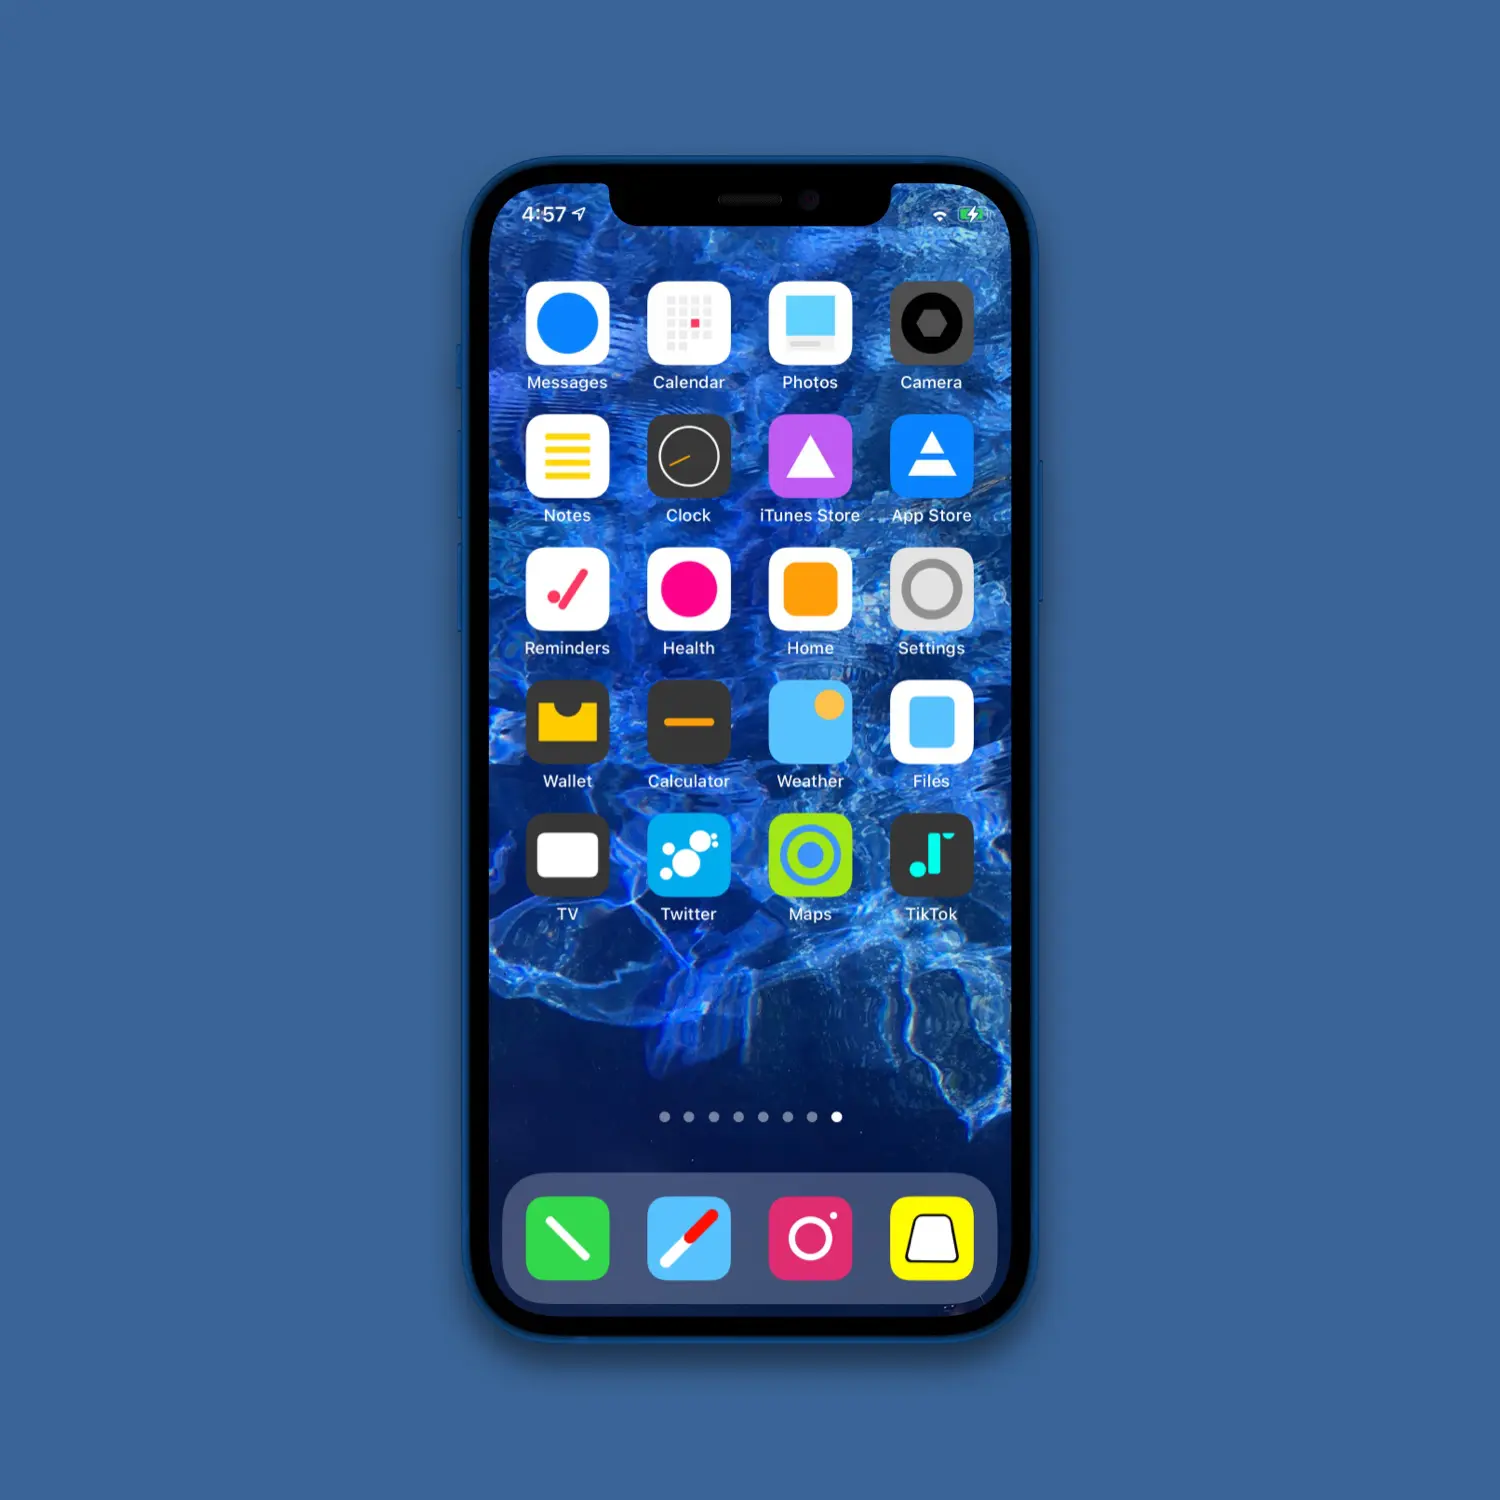 4:57
Messages Calendar Photos Camera
Notes Clock iTunes Store App Store
Reminders Health Home Settings
Wallet Calculator Weather Files
TV Twitter Maps TikTok